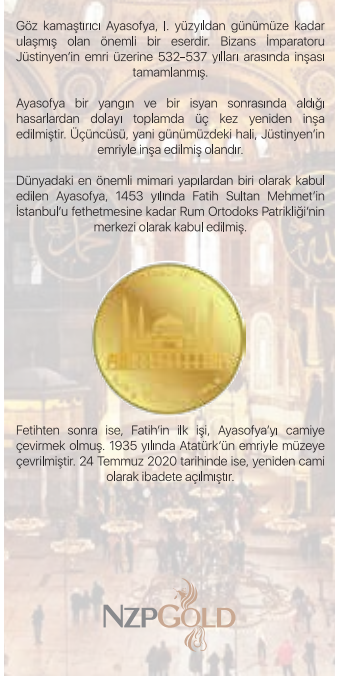 Göz kamaştırıcı Ayasofya, I. yüzyıldan günümüze kadar
ulaşmış olan önemli bir eserdir. Bizans İmparatoru
Jüstinyen’in emri üzerine 532-537 yılları arasında inşası
tamamlanmış.
Ayasofya bir yangın ve bir isyan sonrasında aldığı
hasarlardan dolayı toplamda üç kez yeniden inşa
edilmiştir. Üçüncüsü, yani günümüzdeki hali, Jüstinyen’in
emriyle inşa edilmiş olandır.
Dünyadaki en önemli mimari yapılardan biri olarak kabul
edilen Ayasofya, 1453 yılında Fatih Sultan Mehmet’in
İstanbul’u fethetmesine kadar Rum Ortodoks Patrikliği’nin
merkezi olarak kabul edilmiş.
Fetihten sonra ise, Fatih’in ilk işi, Ayasofya’yı camiye
çevirmek olmuş. 1935 yılında Atatürk’ün emriyle müzeye
çevrilmiştir. 24 Temmuz 2020 tarihinde ise, yeniden cami
olarak ibadete açılmıştır.
NZPGOLD